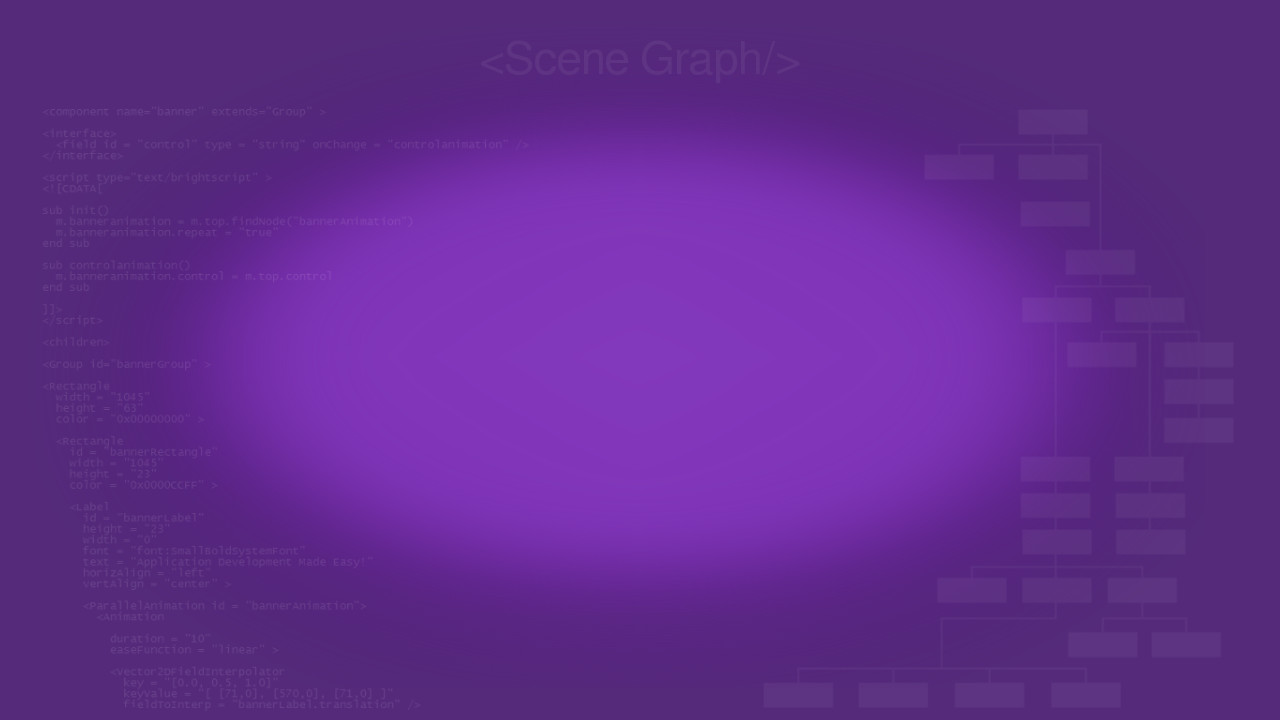 <Scene Graph/>
<component name="banner" extends="Group" >
<interface>
<field id = "control" type = "string" onChange = "controlanimation" />
</interface>
<script type="text/brightscript" >
<![CDATA[
sub init()
m.banneranimation = m.top.findNode("bannerAnimation")
m.banneranimation.repeat = "true"
end sub
sub controlanimation()
m.banneranimation.control = m.top.control
end sub
]]>
</script>
<children>
<Group id="bannerGroup" >
<Rectangle
width = "1045"
height = "63"
color = "0x00000000" >
<Rectangle
id = "bannerRectangle"
width = "1045"
height = "23"
color = "0x0000CCFF" >
<Label
id = "bannerLabel"
height = "23"
width = "0"
font = "font:SmallBoldSystemFont"
text = "Application Development Made Easy!"
horizAlign = "left"
vertAlign = "center" >
<ParallelAnimation id = "bannerAnimation">
<Animation
duration = "10"
easeFunction = "linear" >
<Vector2DFieldInterpolator
key = "[0.0, 0.5, 1.0]"
keyvalue = "[ [71,0], [570,0], [71,0] ]"
fieldToInterp = "bannerLabel.translation" />